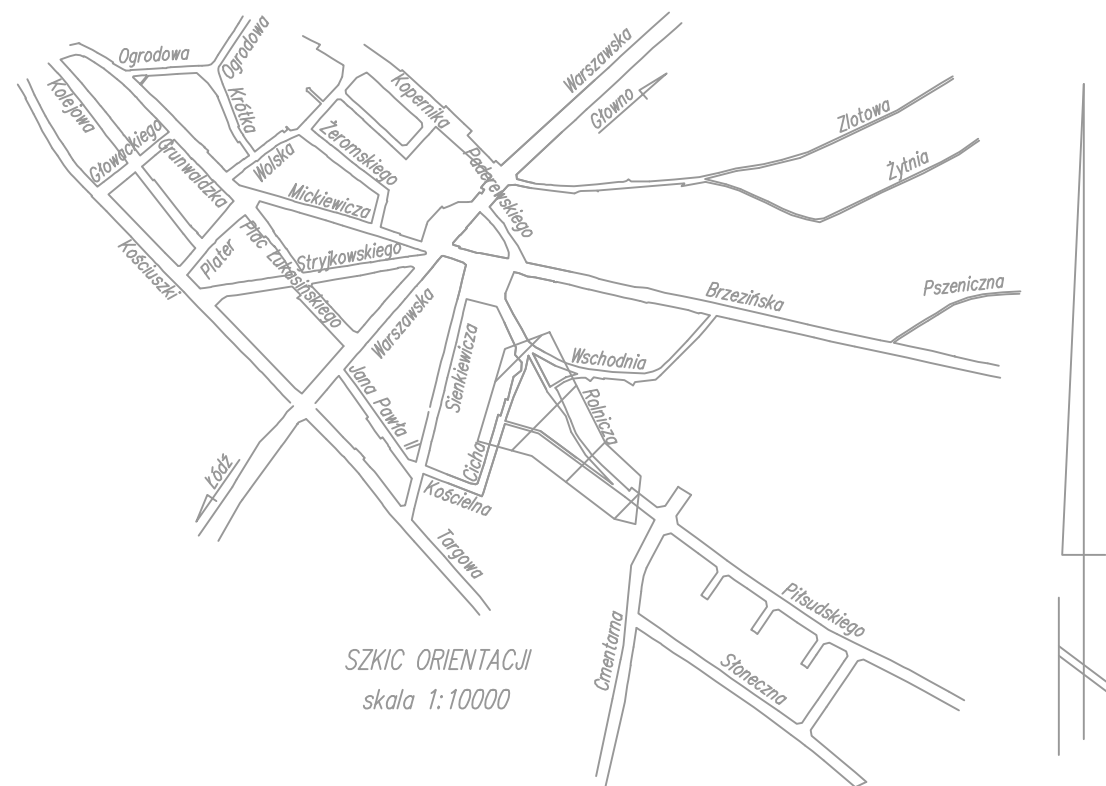 Ogrodowa
Ogrodowa
Kopernika
Warszawska
Kolejowa
Krótka
Głowno
Złotowa
Głowackiego
Grunwaldzka
Wolska
Żeromskiego
Paderewskiego
Żytnia
Mickiewicza
Kościuszki
Plater
Plac Łukasińskiego
Stryjkowskiego
Brzezińska
Pszeniczna
Warszawska
Sienkiewicza
Wschodnia
Jana Pawła II
Rolnicza
Łódź
Cicha
Kościelna
Targowa
Piłsudskiego
Cmentarna
Słoneczna
SZKIC ORIENTACJI
skala 1:10000